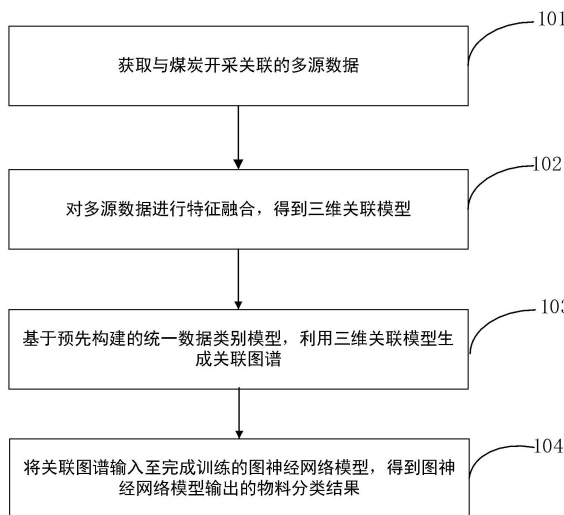 101
获取与煤炭开采关联的多源数据
102
对多源数据进行特征融合，得到三维关联模型
103
基于预先构建的统一数据类别模型，利用三维关联模型生
成关联图谱
104
将关联图谱输入至完成训练的图神经网络模型，得到图神
经网络模型输出的物料分类结果